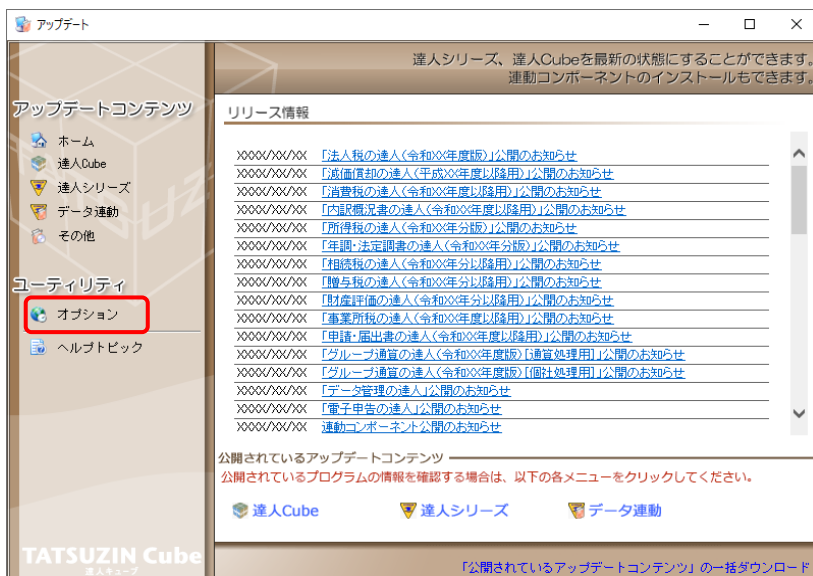 アップデート
達人シリーズ、達人Cubeを最新の状態にすることができます。
連動コンポーネントのインストールもできます。
アップデートコンテンツ
ホーム
達人Cube
達人シリーズ
データ連動
その他
ユーティリティ
オプション
ヘルプトピック
リリース情報
XXXX/XX/XX 「法人税の達人(令和XX年度版)」公開のお知らせ
XXXX/XX/XX 「減価償却の達人(平成XX年度以降用)」公開のお知らせ
XXXX/XX/XX 「消費税の達人(令和XX年度以降用)」公開のお知らせ
XXXX/XX/XX 「内訳概況書の達人(令和XX年度以降用)」公開のお知らせ
XXXX/XX/XX 「所得税の達人(令和XX年分版)」公開のお知らせ
XXXX/XX/XX 「年調・法定調書の達人(令和XX年分版)」公開のお知らせ
XXXX/XX/XX 「相続税の達人(令和XX年分以降用)」公開のお知らせ
XXXX/XX/XX 「贈与税の達人(令和XX年分以降用)」公開のお知らせ
XXXX/XX/XX 「財産評価の達人(令和XX年分以降用)」公開のお知らせ
XXXX/XX/XX 「事業所税の達人(令和XX年度以降用)」公開のお知らせ
XXXX/XX/XX 「申請・届出書の達人(令和XX年度以降用)」公開のお知らせ
XXXX/XX/XX 「グループ通算の達人(令和XX年度版)[通算処理用]」公開のお知らせ
XXXX/XX/XX 「グループ通算の達人(令和XX年度版)[個社処理用]」公開のお知らせ
XXXX/XX/XX 「データ管理の達人」公開のお知らせ
XXXX/XX/XX 「電子申告の達人」公開のお知らせ
XXXX/XX/XX 連動コンポーネント公開のお知らせ
公開されているアップデートコンテンツ
公開されているプログラムの情報を確認する場合は、以下の各メニューをクリックしてください。
達人Cube 達人シリーズ データ連動
TATSUZIN Cube
達人キューブ
「公開されているアップデートコンテンツ」の一括ダウンロード